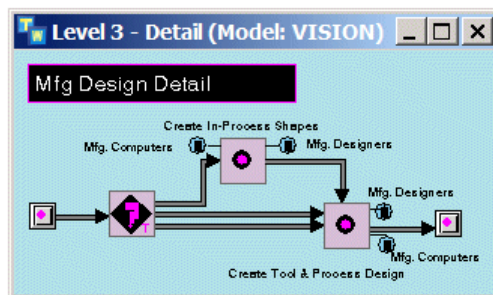 Level 3 - Detail (Model: VISION)
Mfg Design Detail
Create In-Process Shapes
Mfg. Computers
Mfg. Designers
Mfg. Designers
T
Mfg. Computers
Create Tool & Process Design